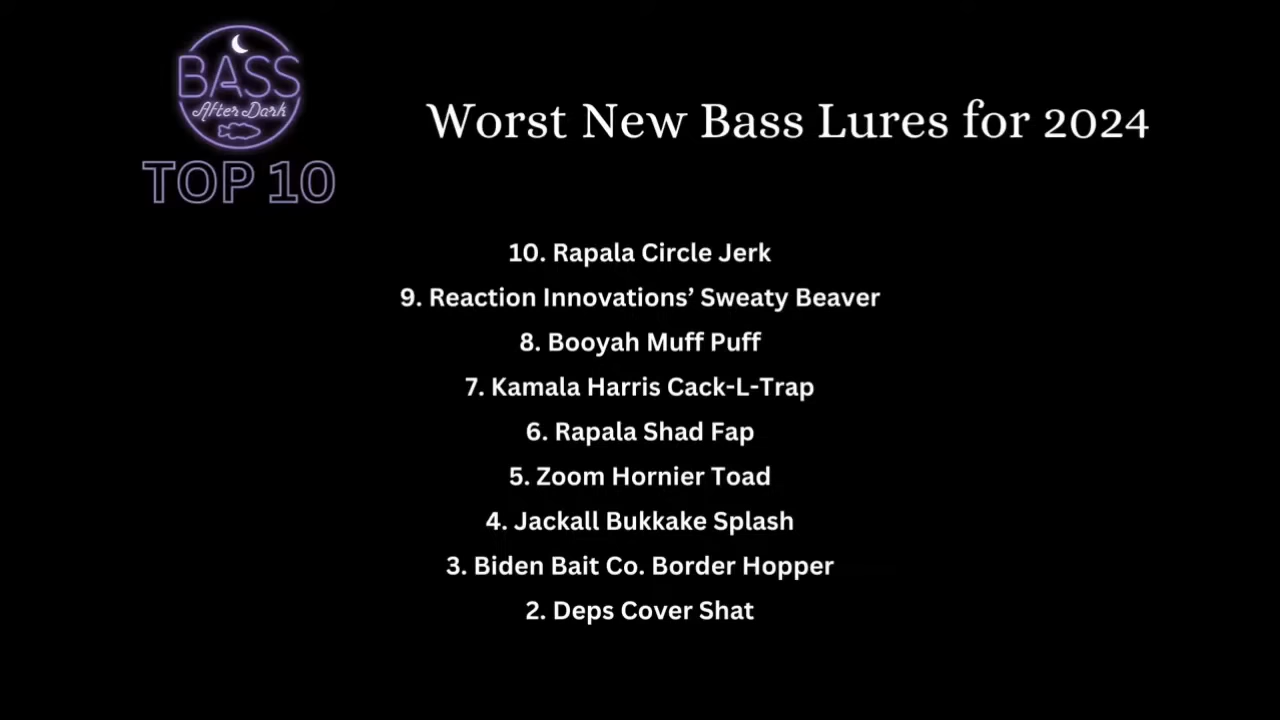 BASS
After Dark
TOP 10
Worst New Bass Lures for 2024
10. Rapala Circle Jerk
9. Reaction Innovations’ Sweaty Beaver
8. Booyah Muff Puff
7. Kamala Harris Cack-L-Trap
6. Rapala Shad Fap
5. Zoom Hornier Toad
4. Jackall Bukkake Splash
3. Biden Bait Co. Border Hopper
2. Deps Cover Shat